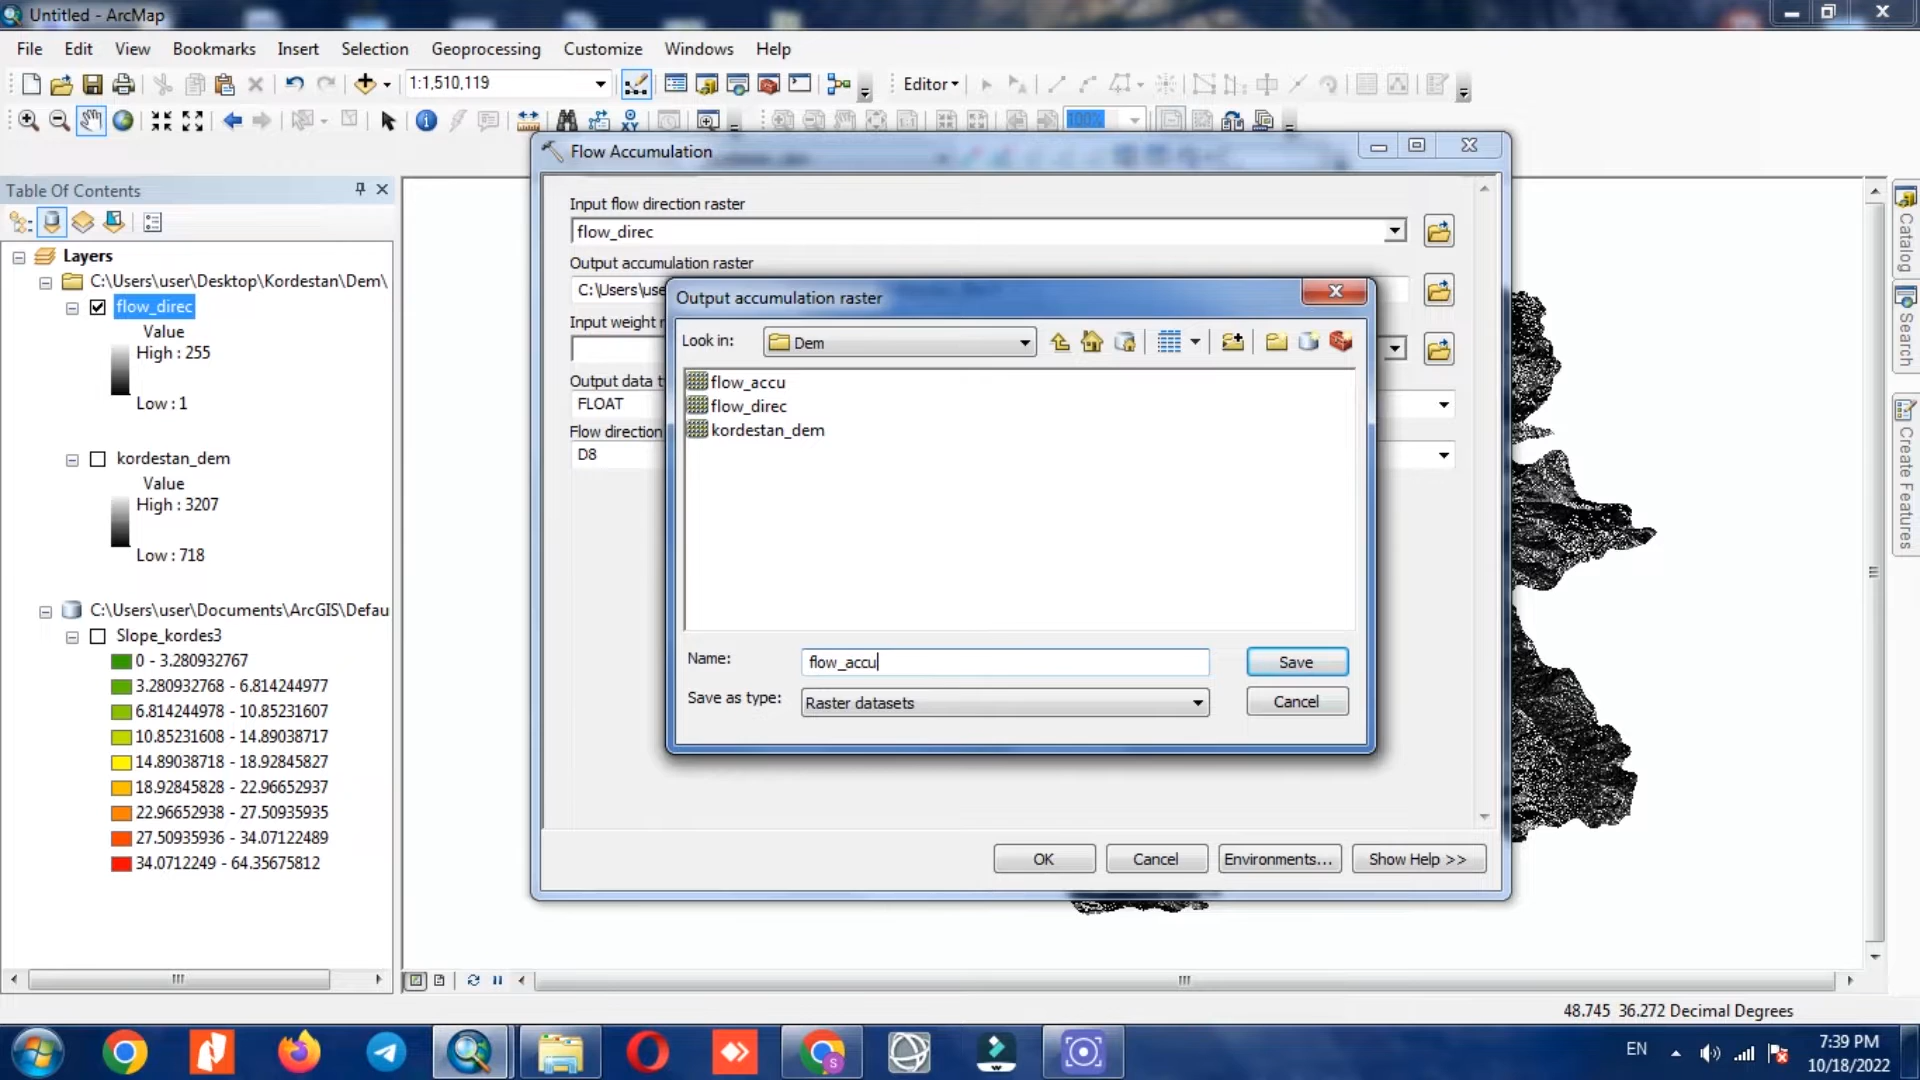 Untitled - ArcMap
File Edit View Bookmarks Insert Selection Geoprocessing Customize Windows Help
1:1,510,119
Editor
100%
Flow Accumulation
Table Of Contents
Layers
C:\Users\user\Desktop\Kordestan\Dem\
flow_direc
Value
High : 255
Low : 1
kordestan_dem
Value
High : 3207
Low : 718
C:\Users\user\Documents\ArcGIS\Defau
Slope_kordes3
0 - 3.280932767
3.280932768 - 6.814244977
6.814244978 - 10.85231607
10.85231608 - 14.89038717
14.89038718 - 18.92845827
18.92845828 - 22.96652937
22.96652938 - 27.50935935
27.50935936 - 34.07122489
34.0712249 - 64.35675812
Input flow direction raster
flow_direc
Output accumulation raster
C:\Users\use
Input weight r
Output data t
FLOAT
Flow direction
D8
Output accumulation raster
Look in:
Dem
flow_accu
flow_direc
kordestan_dem
Name:
flow_accu
Save
Save as type:
Raster datasets
Cancel
OK
Cancel
Environments...
Show Help >>
Catalog
Search
Create Features
48.745 36.272 Decimal Degrees
EN
7:39 PM
10/18/2022